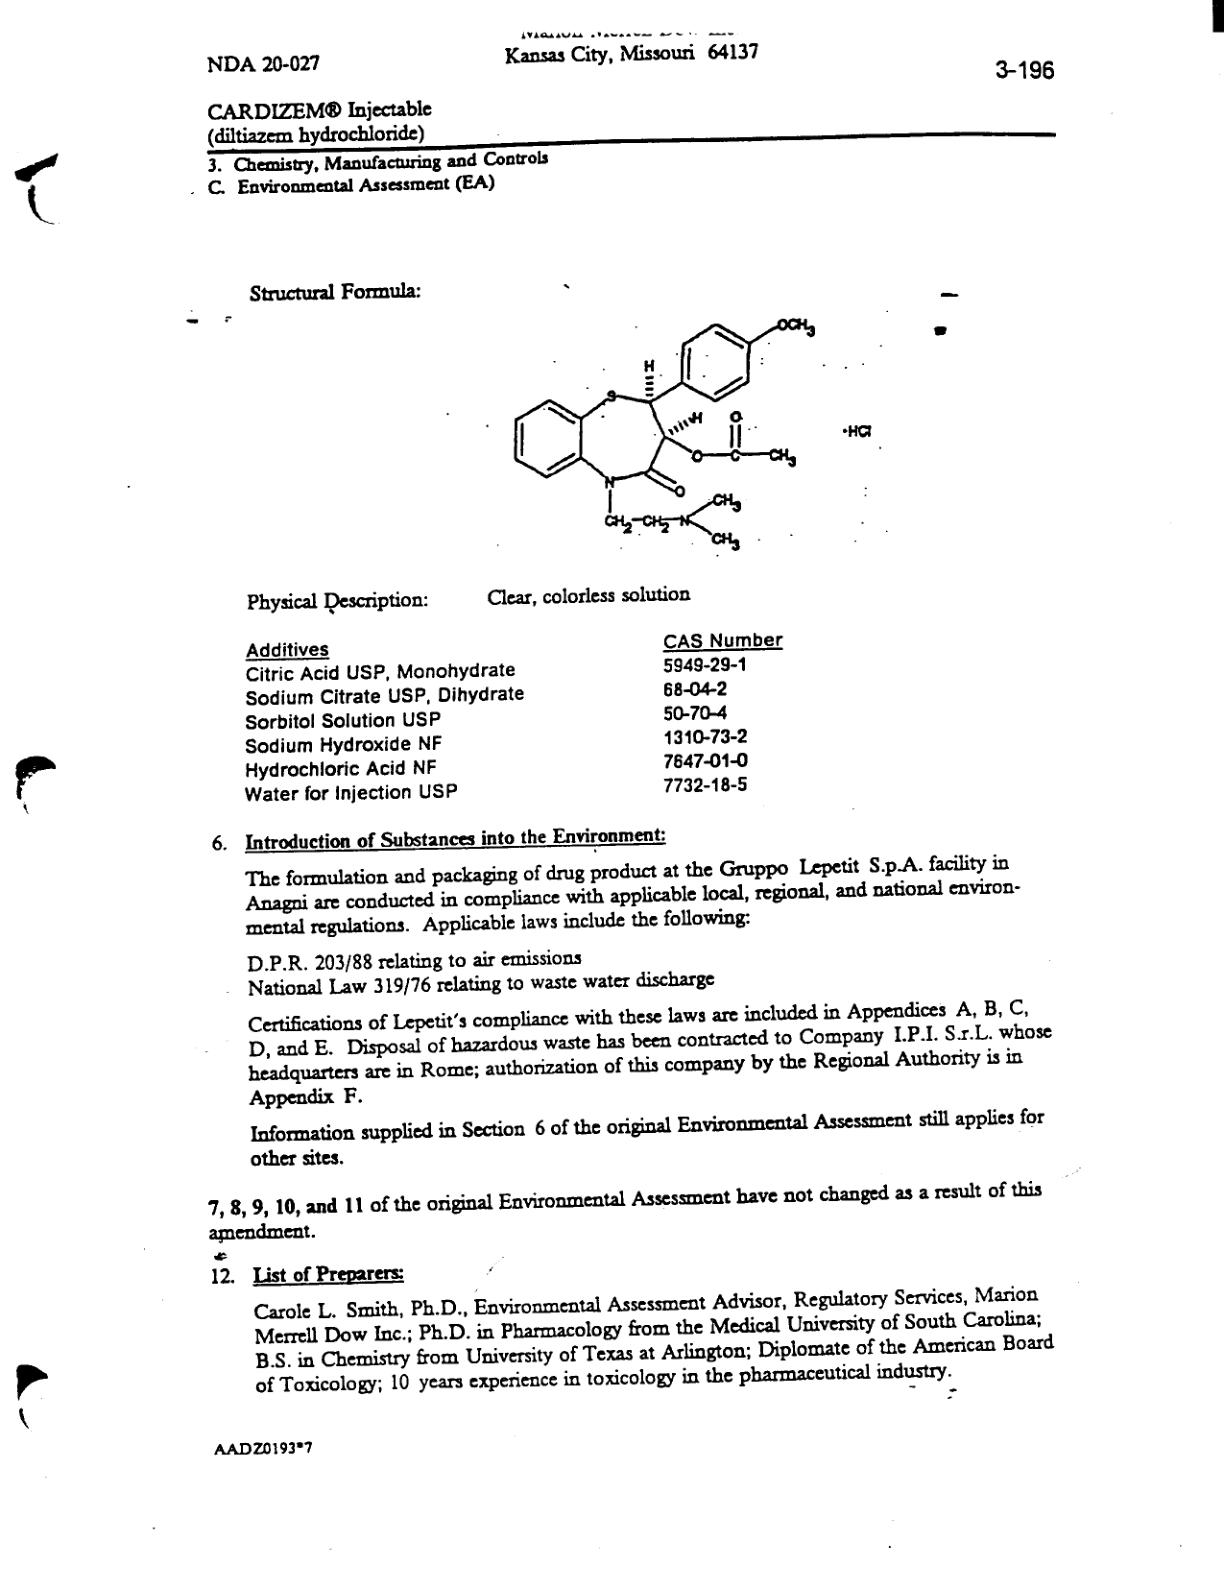 Kansas City, Missouri 64137
NDA 20-027
3-196
CARDIZEM® Injectable
(diltiazem hydrochloride)
3. Chemistry, Manufacturing and Controls
C. Environmental Assessment (EA)
Structural Formula:
OCH3
H
S
H
O
•HCl
O
C
CH3
N
O
CH3
CH2
CH2
N
CH3
Physical Description: Clear, colorless solution
Additives CAS Number
Citric Acid USP, Monohydrate 5949-29-1
Sodium Citrate USP, Dihydrate 68-04-2
Sorbitol Solution USP 50-70-4
Sodium Hydroxide NF 1310-73-2
Hydrochloric Acid NF 7647-01-0
Water for Injection USP 7732-18-5
6. Introduction of Substances into the Environment:
The formulation and packaging of drug product at the Gruppo Lepetit S.p.A. facility in
Anagni are conducted in compliance with applicable local, regional, and national environ-
mental regulations. Applicable laws include the following:
D.P.R. 203/88 relating to air emissions
National Law 319/76 relating to waste water discharge
Certifications of Lepetit's compliance with these laws are included in Appendices A, B, C,
D, and E. Disposal of hazardous waste has been contracted to Company I.P.I. S.r.L. whose
headquarters are in Rome; authorization of this company by the Regional Authority is in
Appendix F.
Information supplied in Section 6 of the original Environmental Assessment still applies for
other sites.
7, 8, 9, 10, and 11 of the original Environmental Assessment have not changed as a result of this
amendment.
12. List of Preparers:
Carole L. Smith, Ph.D., Environmental Assessment Advisor, Regulatory Services, Marion
Merrell Dow Inc.; Ph.D. in Pharmacology from the Medical University of South Carolina;
B.S. in Chemistry from University of Texas at Arlington; Diplomate of the American Board
of Toxicology; 10 years experience in toxicology in the pharmaceutical industry.
AADZ0193*7